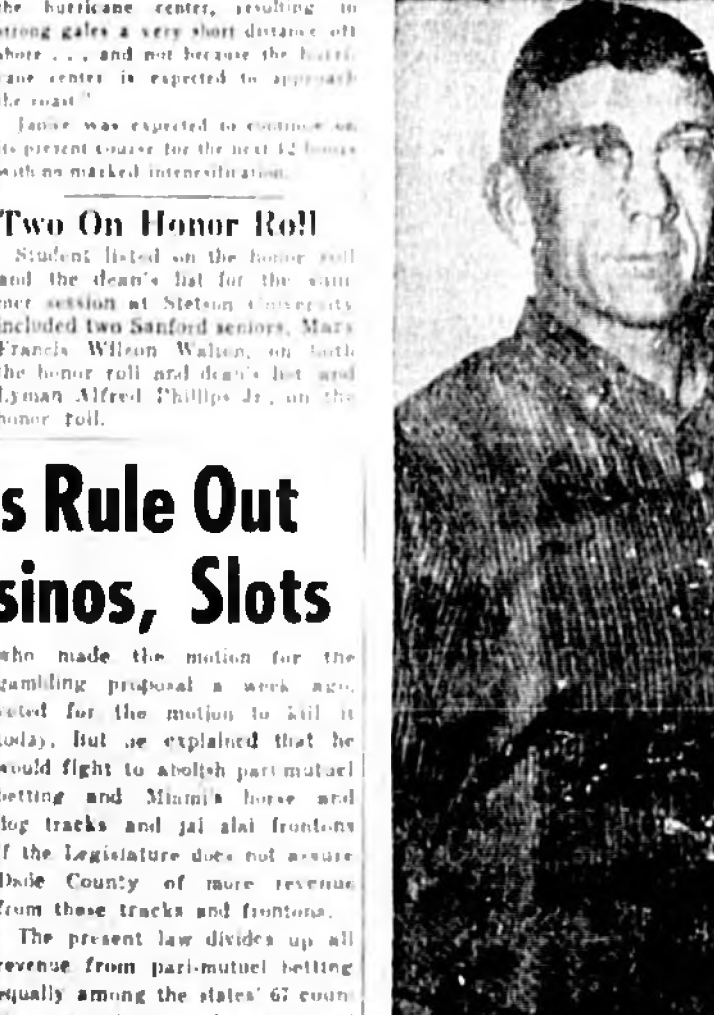 the hurricane center, resulting in
strong gales a very short distance off
shore . . . and not because the hurri-
cane center is expected to approach
the coast."
Janice was expected to continue on
its present course for the next 12 hours
with no marked intensification.
Two On Honor Roll
Student listed on the honor roll
and the dean's list for the sum
mer session at Stetson University
included two Sanford seniors, Mary
Francis Wilson Walton, on both
the honor roll and dean's list and
Lyman Alfred Phillips Jr., on the
honor roll.
s Rule Out
sinos, Slots
who made the motion for the
gambling proposal a week ago,
voted for the motion to kill it
today. But he explained that he
would fight to abolish pari-mutuel
betting and Miami's horse and
dog tracks and jai alai frontons
if the Legislature does not assure
Dade County of more revenue
from these tracks and frontons.
The present law divides up all
revenue from pari-mutuel betting
equally among the states' 67 coun